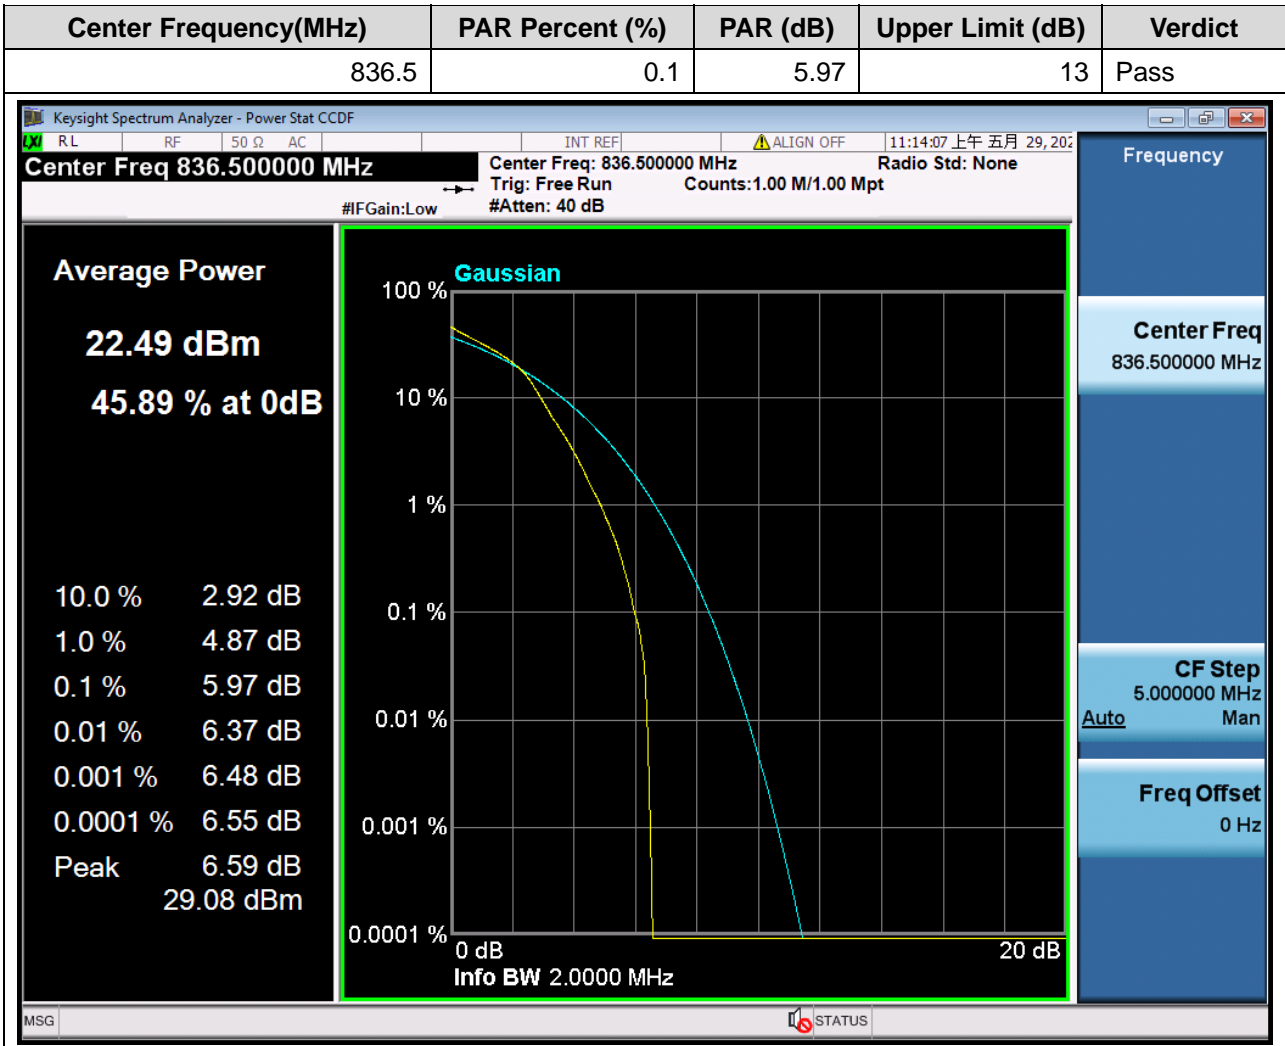 Center Frequency(MHz) PAR Percent (%) PAR (dB) Upper Limit (dB) Verdict
836.5 0.1 5.97 13 Pass
Keysight Spectrum Analyzer - Power Stat CCDF
LXI RL RF 50 Ω AC INT REF ALIGN OFF 11:14:07 上午 五月 29, 202
Center Freq 836.500000 MHz
Center Freq: 836.500000 MHz Radio Std: None
Trig: Free Run Counts:1.00 M/1.00 Mpt
#IFGain:Low #Atten: 40 dB
Frequency
Average Power
22.49 dBm
45.89 % at 0dB
10.0 % 2.92 dB
1.0 % 4.87 dB
0.1 % 5.97 dB
0.01 % 6.37 dB
0.001 % 6.48 dB
0.0001 % 6.55 dB
Peak 6.59 dB
29.08 dBm
Gaussian
100 %
10 %
1 %
0.1 %
0.01 %
0.001 %
0.0001 %
0 dB 20 dB
Info BW 2.0000 MHz
Center Freq
836.500000 MHz
CF Step
5.000000 MHz
Auto Man
Freq Offset
0 Hz
MSG STATUS